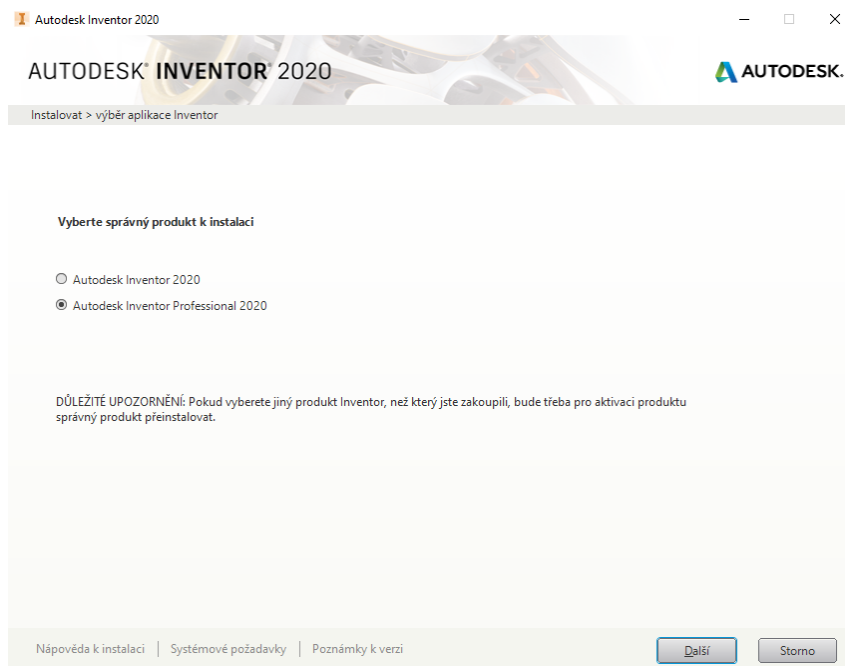 Autodesk Inventor 2020
AUTODESK® INVENTOR® 2020
AUTODESK.
Instalovat > výběr aplikace Inventor
Vyberte správný produkt k instalaci
Autodesk Inventor 2020
Autodesk Inventor Professional 2020
DŮLEŽITÉ UPOZORNĚNÍ: Pokud vyberete jiný produkt Inventor, než který jste zakoupili, bude třeba pro aktivaci produktu
správný produkt přeinstalovat.
Nápověda k instalaci | Systémové požadavky | Poznámky k verzi
Další
Storno